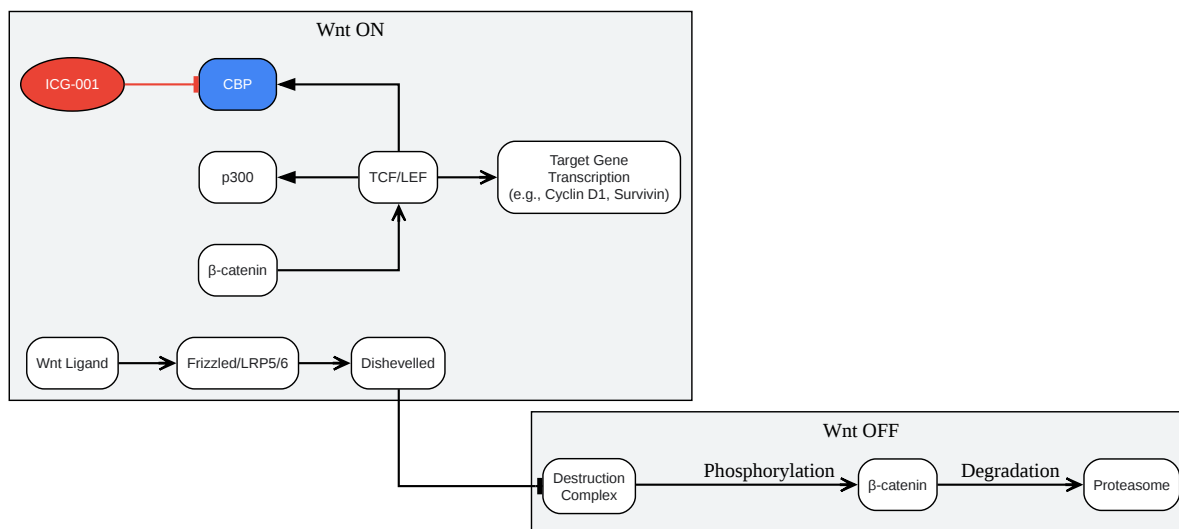 Wnt ON
ICG-001
CBP
p300
TCF/LEF
Target Gene
Transcription
(e.g., Cyclin D1, Survivin)
β-catenin
Wnt Ligand
Frizzled/LRP5/6
Dishevelled
Wnt OFF
Destruction
Complex
Phosphorylation
β-catenin
Degradation
Proteasome